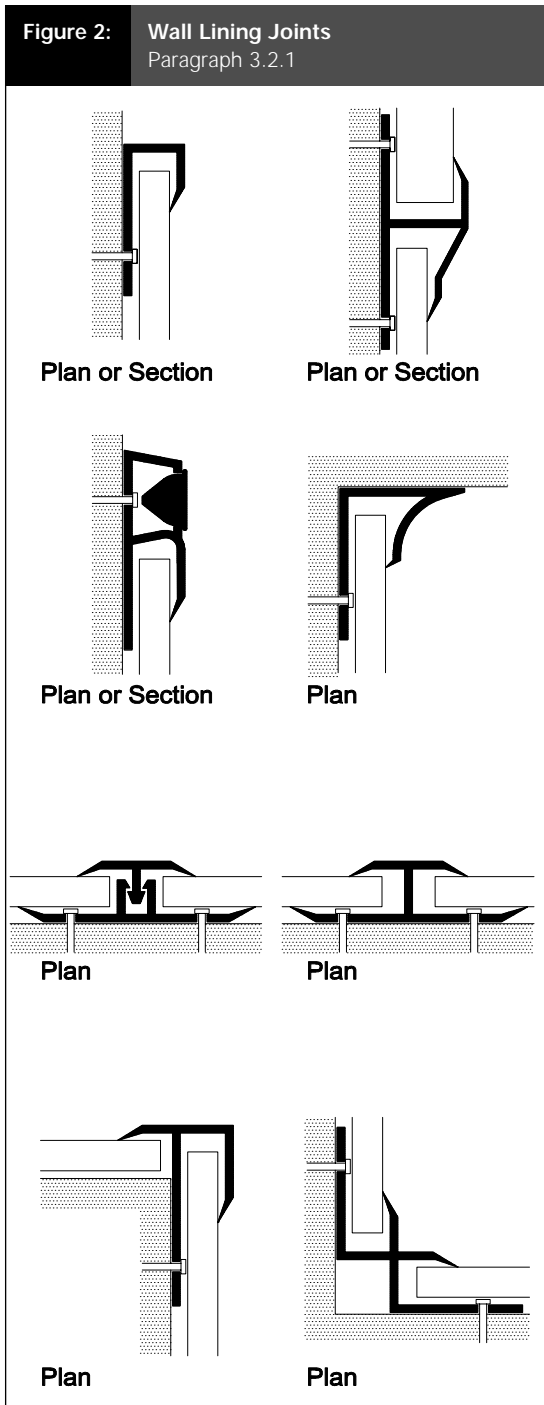 Figure 2: Wall Lining Joints
Paragraph 3.2.1
Plan or Section Plan or Section
Plan or Section Plan
Plan Plan
Plan Plan